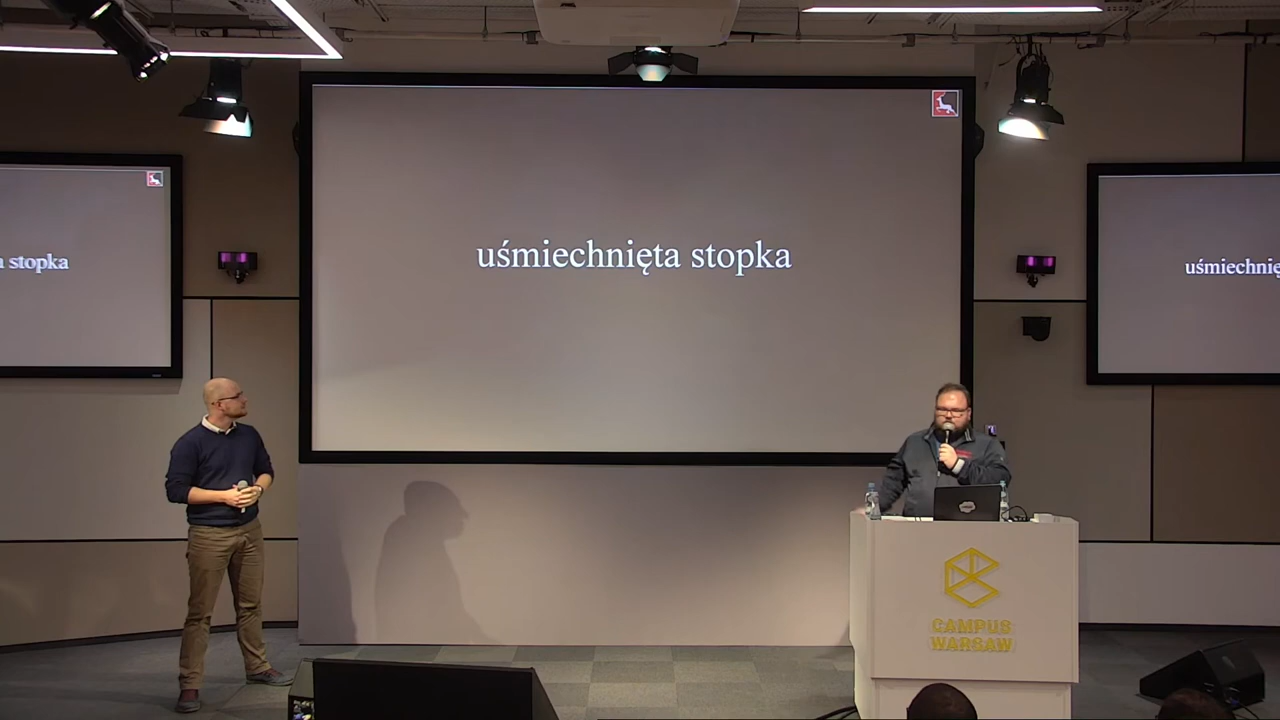 uśmiechnięta stopka
a stopka
uśmiechnię
CAMPUS
WARSAW